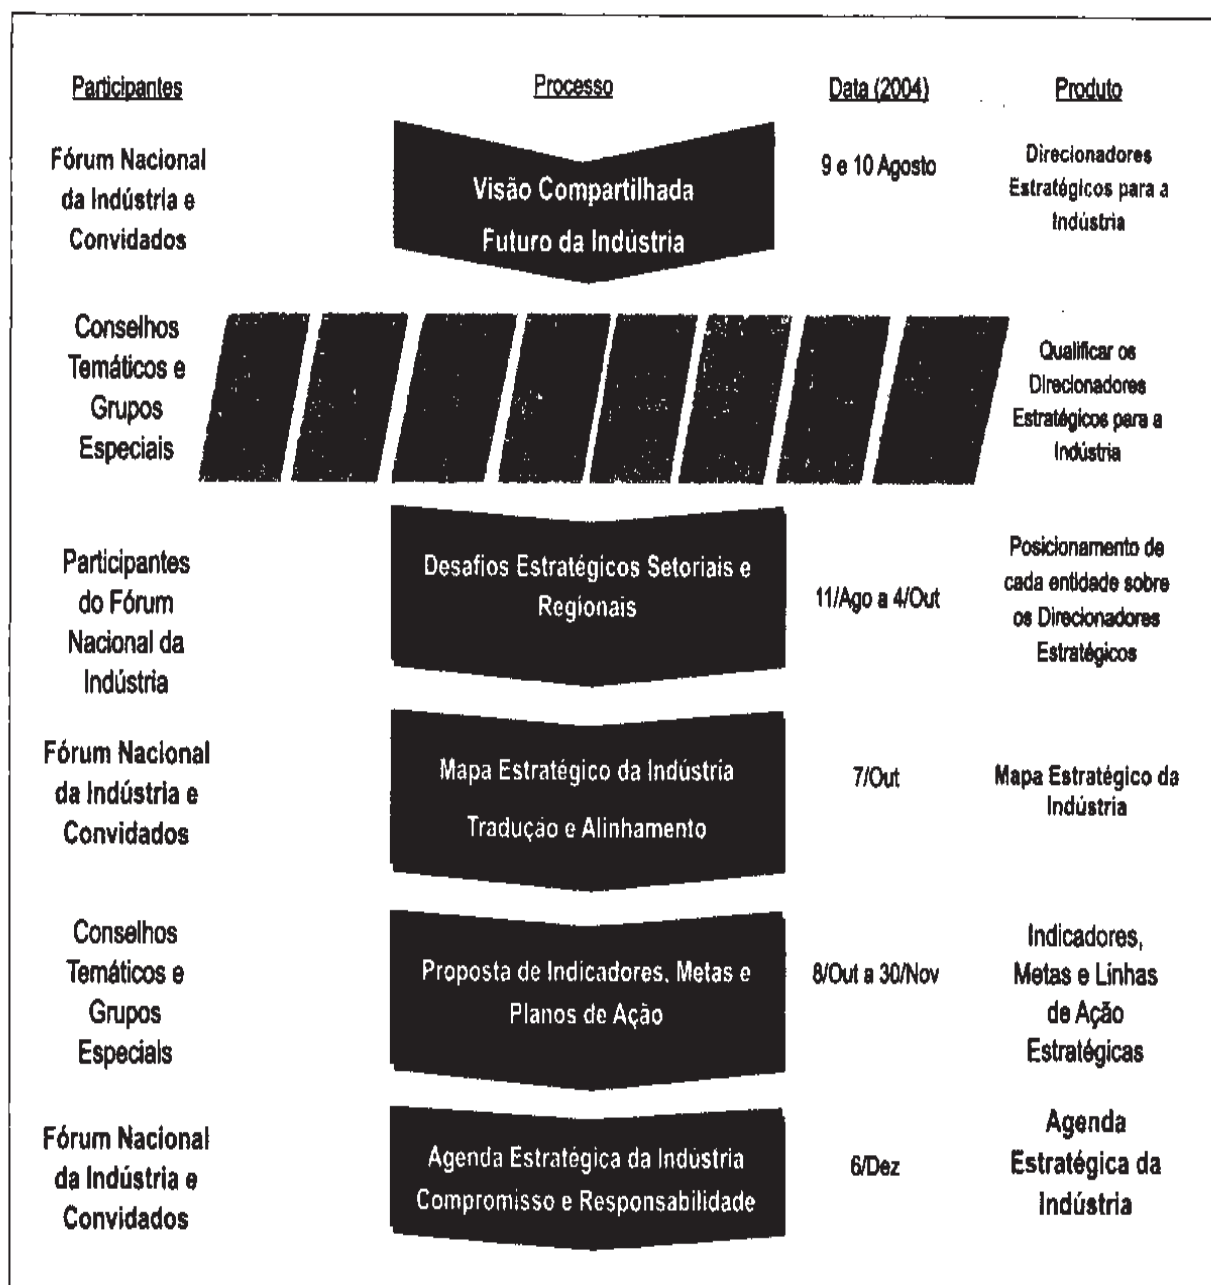 Participantes Processo Data (2004) Produto
Fórum Nacional
da Indústria e
Convidados
Visão Compartilhada
Futuro da Indústria
9 e 10 Agosto
Direcionadores
Estratégicos para a
Indústria
Conselhos
Temáticos e
Grupos
Especiais
Qualificar os
Direcionadores
Estratégicos para a
Indústria
Participantes
do Fórum
Nacional da
Indústria
Desafios Estratégicos Setoriais e
Regionais
11/Ago a 4/Out
Posicionamento de
cada entidade sobre
os Direcionadores
Estratégicos
Fórum Nacional
da Indústria e
Convidados
Mapa Estratégico da Indústria
Tradução e Alinhamento
7/Out
Mapa Estratégico da
Indústria
Conselhos
Temáticos e
Grupos
Especiais
Proposta de Indicadores, Metas e
Planos de Ação
8/Out a 30/Nov
Indicadores,
Metas e Linhas
de Ação
Estratégicas
Fórum Nacional
da Indústria e
Convidados
Agenda Estratégica da Indústria
Compromisso e Responsabilidade
6/Dez
Agenda
Estratégica da
Indústria